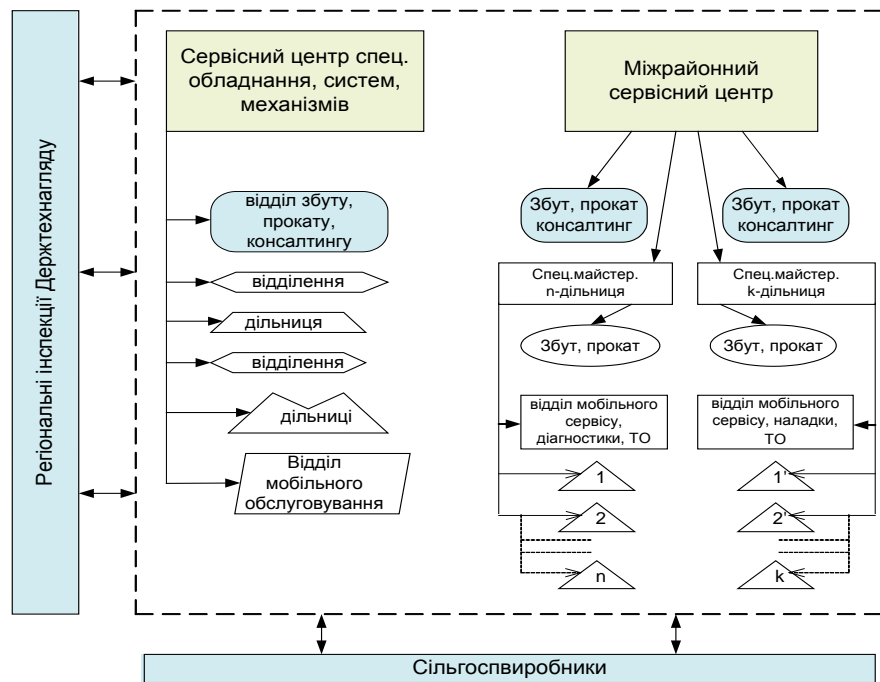 Регіональні інспекції Держтехнагляду
Сервісний центр спец.
обладнання, систем,
механізмів
відділ збуту,
прокату,
консалтингу
відділення
дільниця
відділення
дільниці
Відділ
мобільного
обслуговування
Міжрайонний
сервісний центр
Збут, прокат
консалтинг
Збут, прокат
консалтинг
Спец.майстер.
n-дільниця
Спец.майстер.
k-дільниця
Збут, прокат
Збут, прокат
відділ мобільного
сервісу,
діагностики, ТО
відділ мобільного
сервісу, наладки,
ТО
1
1'
2
2'
n
k
Сільгоспвиробники